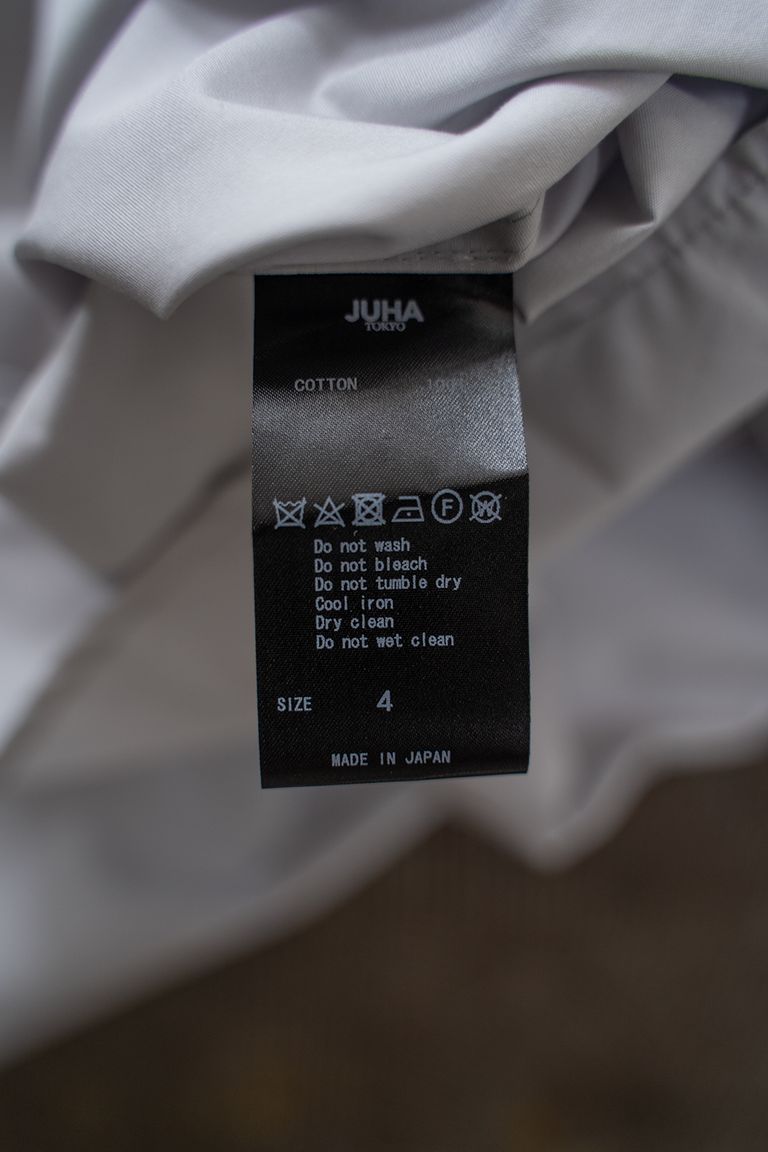 JUHA
TOKYO
COTTON 100%
F W
Do not wash
Do not bleach
Do not tumble dry
Cool iron
Dry clean
Do not wet clean
SIZE 4
MADE IN JAPAN